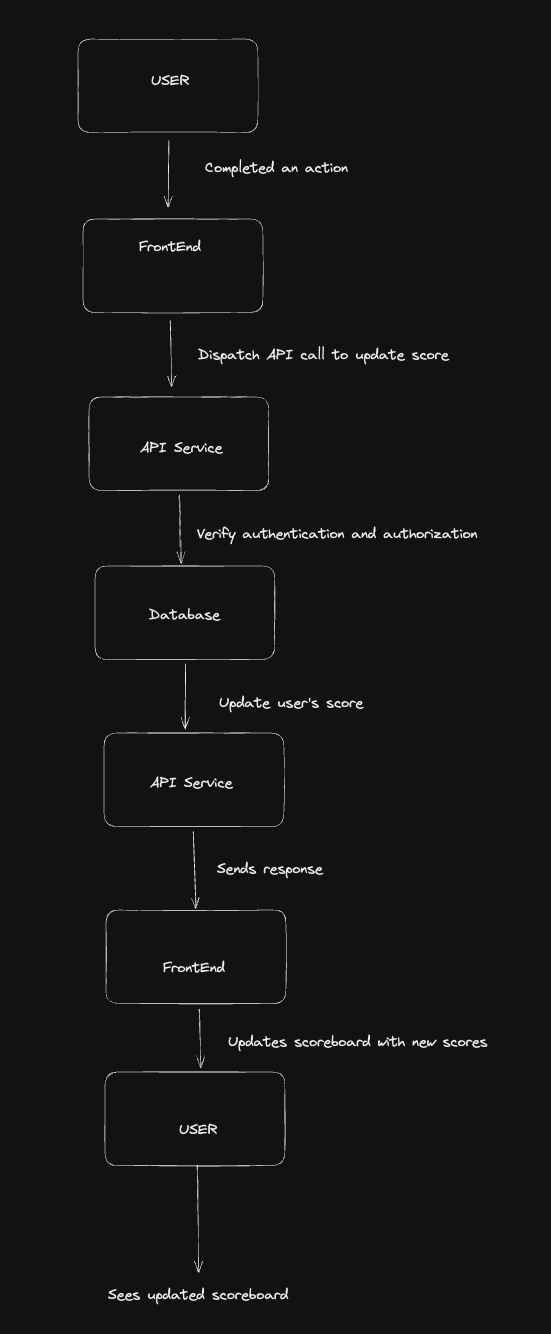 USER
Completed an action
FrontEnd
Dispatch API call to update score
API Service
Verify authentication and authorization
Database
Update user's score
API Service
Sends response
FrontEnd
Updates scoreboard with new scores
USER
Sees updated scoreboard